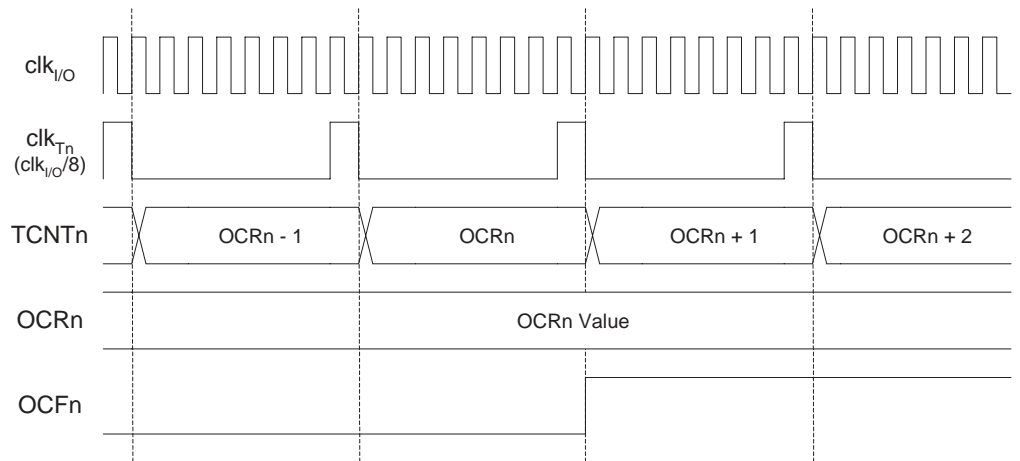 clkI/O
clkTn
(clkI/O/8)
TCNTn
OCRn - 1
OCRn
OCRn + 1
OCRn + 2
OCRn
OCRn Value
OCFn